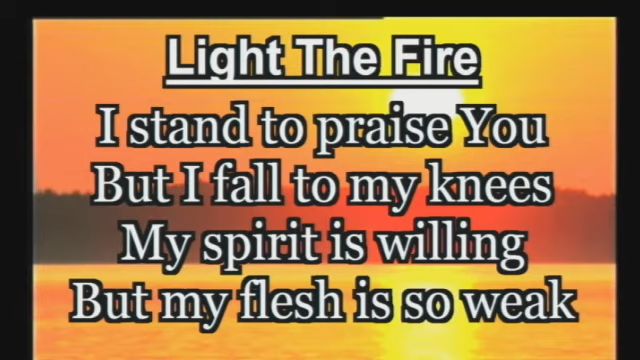 Light The Fire
I stand to praise You
But I fall to my knees
My spirit is willing
But my flesh is so weak